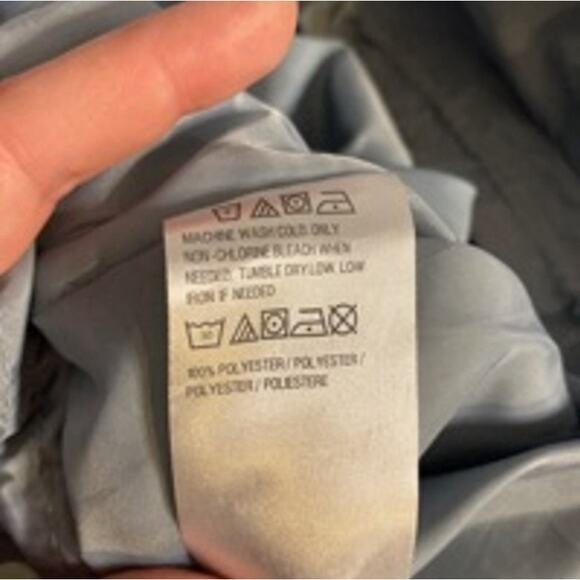 MACHINE WASH COLD. ONLY
NON-CHLORINE BLEACH WHEN
NEEDED. TUMBLE DRY LOW. LOW
IRON IF NEEDED
30
100% POLYESTER / POLYESTER /
POLYESTER / POLIESTERE